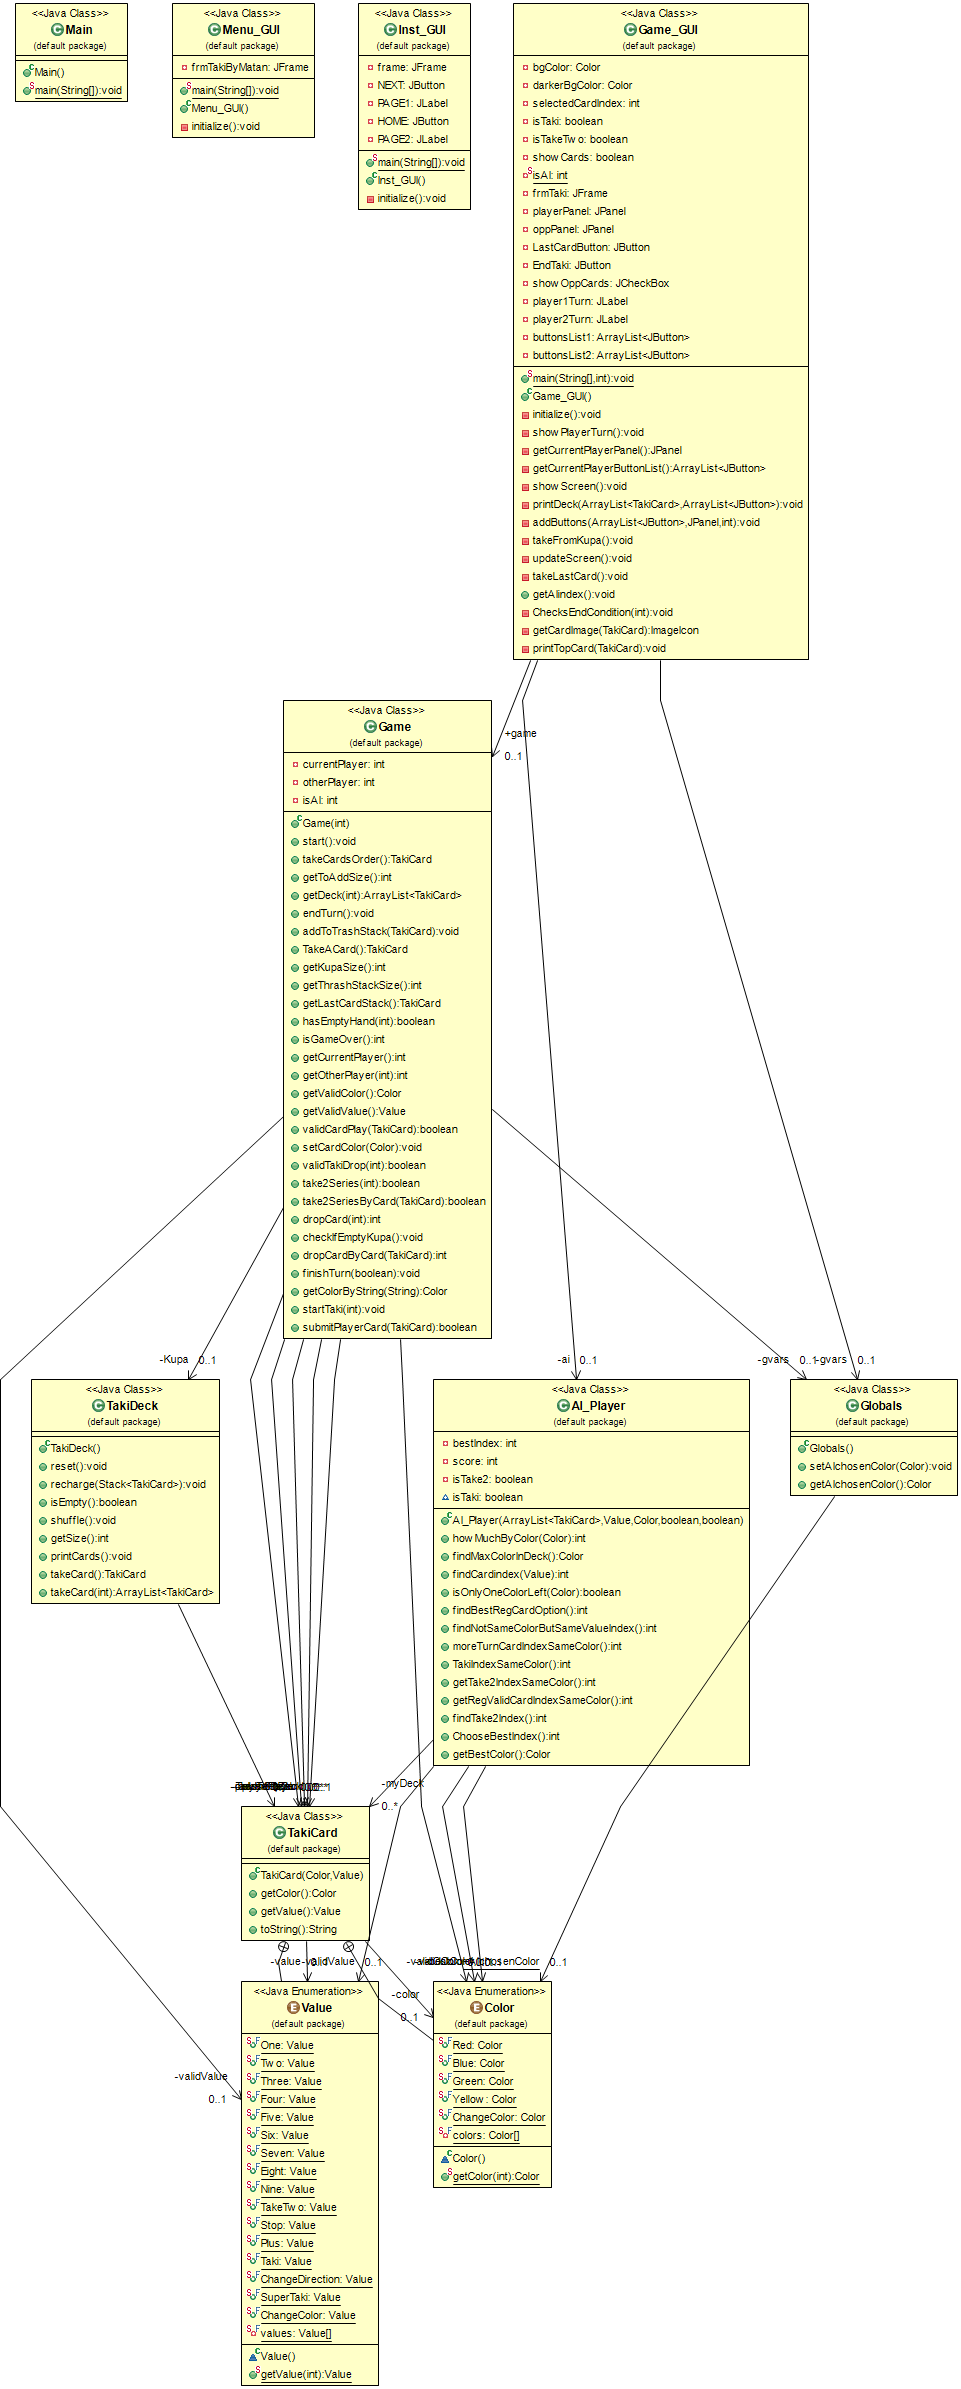 <<Java Class>>
Main
(default package)
Main()
main(String[]):void
<<Java Class>>
Menu_GUI
(default package)
frmTakiByMatan: JFrame
main(String[]):void
Menu_GUI()
initialize():void
<<Java Class>>
Inst_GUI
(default package)
frame: JFrame
NEXT: JButton
PAGE1: JLabel
HOME: JButton
PAGE2: JLabel
main(String[]):void
Inst_GUI()
initialize():void
<<Java Class>>
Game_GUI
(default package)
bgColor: Color
darkerBgColor: Color
selectedCardIndex: int
isTaki: boolean
isTakeTwo: boolean
showCards: boolean
isAI: int
frmTaki: JFrame
playerPanel: JPanel
oppPanel: JPanel
LastCardButton: JButton
EndTaki: JButton
showOppCards: JCheckBox
player1Turn: JLabel
player2Turn: JLabel
buttonsList1: ArrayList<JButton>
buttonsList2: ArrayList<JButton>
main(String[],int):void
Game_GUI()
initialize():void
showPlayerTurn():void
getCurrentPlayerPanel():JPanel
getCurrentPlayerButtonList():ArrayList<JButton>
showScreen():void
printDeck(ArrayList<TakiCard>,ArrayList<JButton>):void
addButtons(ArrayList<JButton>,JPanel,int):void
takeFromKupa():void
updateScreen():void
takeLastCard():void
getAIindex():void
ChecksEndCondition(int):void
getCardImage(TakiCard):ImageIcon
printTopCard(TakiCard):void
+game
0..1
<<Java Class>>
Game
(default package)
currentPlayer: int
otherPlayer: int
isAI: int
Game(int)
start():void
takeCardsOrder():TakiCard
getToAddSize():int
getDeck(int):ArrayList<TakiCard>
endTurn():void
addToTrashStack(TakiCard):void
TakeACard():TakiCard
getKupaSize():int
getThrashStackSize():int
getLastCardStack():TakiCard
hasEmptyHand(int):boolean
isGameOver():int
getCurrentPlayer():int
getOtherPlayer(int):int
getValidColor():Color
getValidValue():Value
validCardPlay(TakiCard):boolean
setCardColor(Color):void
validTakiDrop(int):boolean
take2Series(int):boolean
take2SeriesByCard(TakiCard):boolean
dropCard(int):int
checkIfEmptyKupa():void
dropCardByCard(TakiCard):int
finishTurn(boolean):void
getColorByString(String):Color
startTaki(int):void
submitPlayerCard(TakiCard):boolean
-Kupa 0..1
-ai 0..1
-gvars 0..1
-gvars 0..1
<<Java Class>>
TakiDeck
(default package)
TakiDeck()
reset():void
recharge(Stack<TakiCard>):void
isEmpty():boolean
shuffle():void
getSize():int
printCards():void
takeCard():TakiCard
takeCard(int):ArrayList<TakiCard>
<<Java Class>>
AI_Player
(default package)
bestIndex: int
score: int
isTake2: boolean
isTaki: boolean
AI_Player(ArrayList<TakiCard>,Value,Color,boolean,boolean)
howMuchByColor(Color):int
findMaxColorInDeck():Color
findCardindex(Value):int
isOnlyOneColorLeft(Color):boolean
findBestRegCardOption():int
findNotSameColorButSameValueIndex():int
moreTurnCardIndexSameColor():int
TakiIndexSameColor():int
getTake2IndexSameColor():int
getRegValidCardIndexSameColor():int
findTake2Index():int
ChooseBestIndex():int
getBestColor():Color
<<Java Class>>
Globals
(default package)
Globals()
setAIchosenColor(Color):void
getAIchosenColor():Color
-myDeck
0..*
<<Java Class>>
TakiCard
(default package)
TakiCard(Color,Value)
getColor():Color
getValue():Value
toString():String
-value
-validValue
0..1
0..1
-color
0..1
-validValue
0..1
<<Java Enumeration>>
Value
(default package)
One: Value
Two: Value
Three: Value
Four: Value
Five: Value
Six: Value
Seven: Value
Eight: Value
Nine: Value
TakeTwo: Value
Stop: Value
Plus: Value
Taki: Value
ChangeDirection: Value
SuperTaki: Value
ChangeColor: Value
values: Value[]
Value()
getValue(int):Value
<<Java Enumeration>>
Color
(default package)
Red: Color
Blue: Color
Green: Color
Yellow: Color
ChangeColor: Color
colors: Color[]
Color()
getColor(int):Color